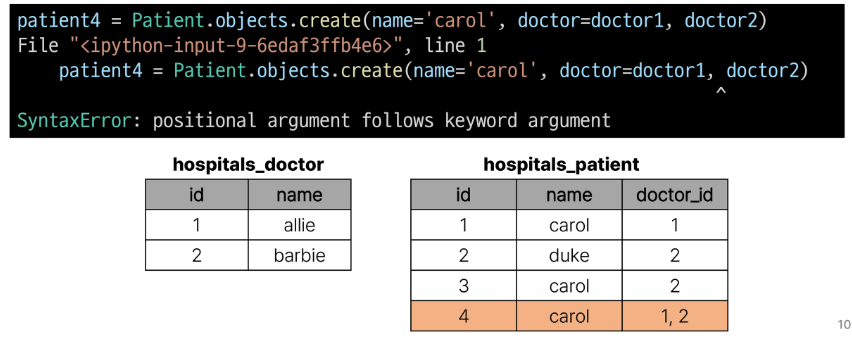 patient4 = Patient.objects.create(name='carol', doctor=doctor1, doctor2)
File "<ipython-input-9-6edaf3ffb4e6>", line 1
    patient4 = Patient.objects.create(name='carol', doctor=doctor1, doctor2)
^
SyntaxError: positional argument follows keyword argument
hospitals_doctor
id name
1 allie
2 barbie
hospitals_patient
id name doctor_id
1 carol 1
2 duke 2
3 carol 2
4 carol 1, 2
10